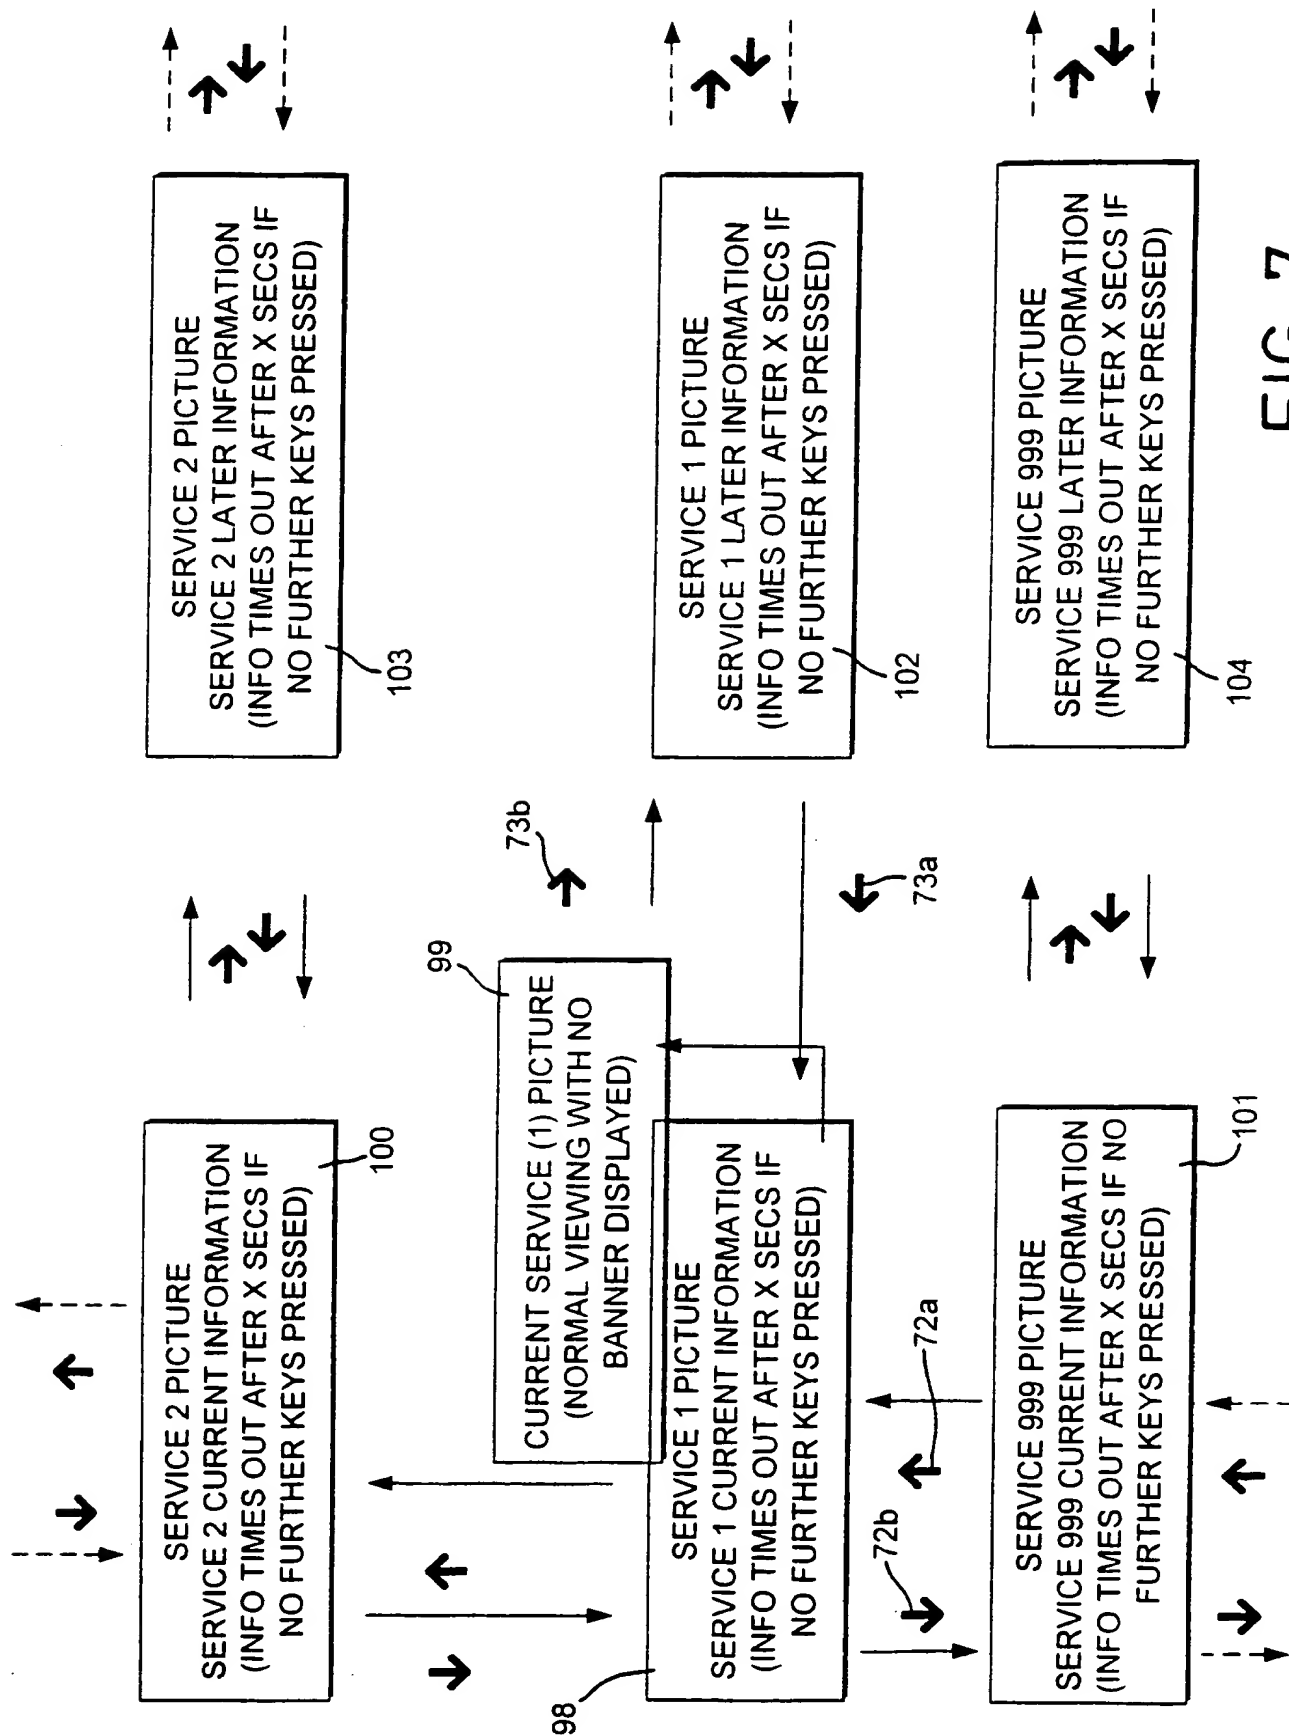 SERVICE 2 PICTURE
SERVICE 2 CURRENT INFORMATION
(INFO TIMES OUT AFTER X SECS IF
NO FURTHER KEYS PRESSED)
100
SERVICE 2 PICTURE
SERVICE 2 LATER INFORMATION
(INFO TIMES OUT AFTER X SECS IF
NO FURTHER KEYS PRESSED)
103
99
CURRENT SERVICE (1) PICTURE
(NORMAL VIEWING WITH NO
BANNER DISPLAYED)
73b
98
SERVICE 1 PICTURE
SERVICE 1 CURRENT INFORMATION
(INFO TIMES OUT AFTER X SECS IF
NO FURTHER KEYS PRESSED)
SERVICE 1 PICTURE
SERVICE 1 LATER INFORMATION
(INFO TIMES OUT AFTER X SECS IF
NO FURTHER KEYS PRESSED)
102
73a
72b
72a
SERVICE 999 PICTURE
SERVICE 999 CURRENT INFORMATION
(INFO TIMES OUT AFTER X SECS IF NO
FURTHER KEYS PRESSED)
101
SERVICE 999 PICTURE
SERVICE 999 LATER INFORMATION
(INFO TIMES OUT AFTER X SECS IF
NO FURTHER KEYS PRESSED)
104
FIG. 7